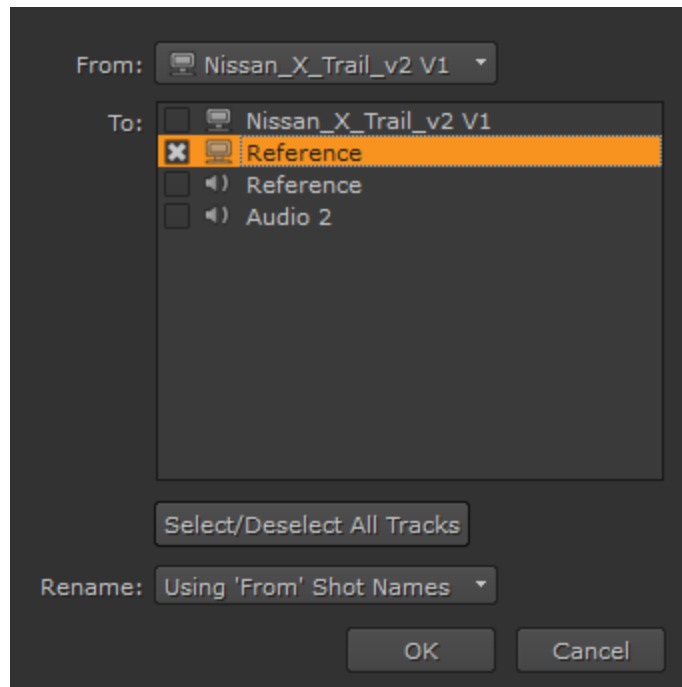 From: Nissan_X_Trail_v2 V1
To: Nissan_X_Trail_v2 V1
Reference
Reference
Audio 2
Select/Deselect All Tracks
Rename: Using 'From' Shot Names
OK Cancel